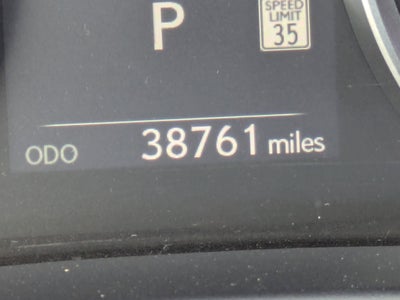 P
SPEED
LIMIT
35
ODO 38761 miles